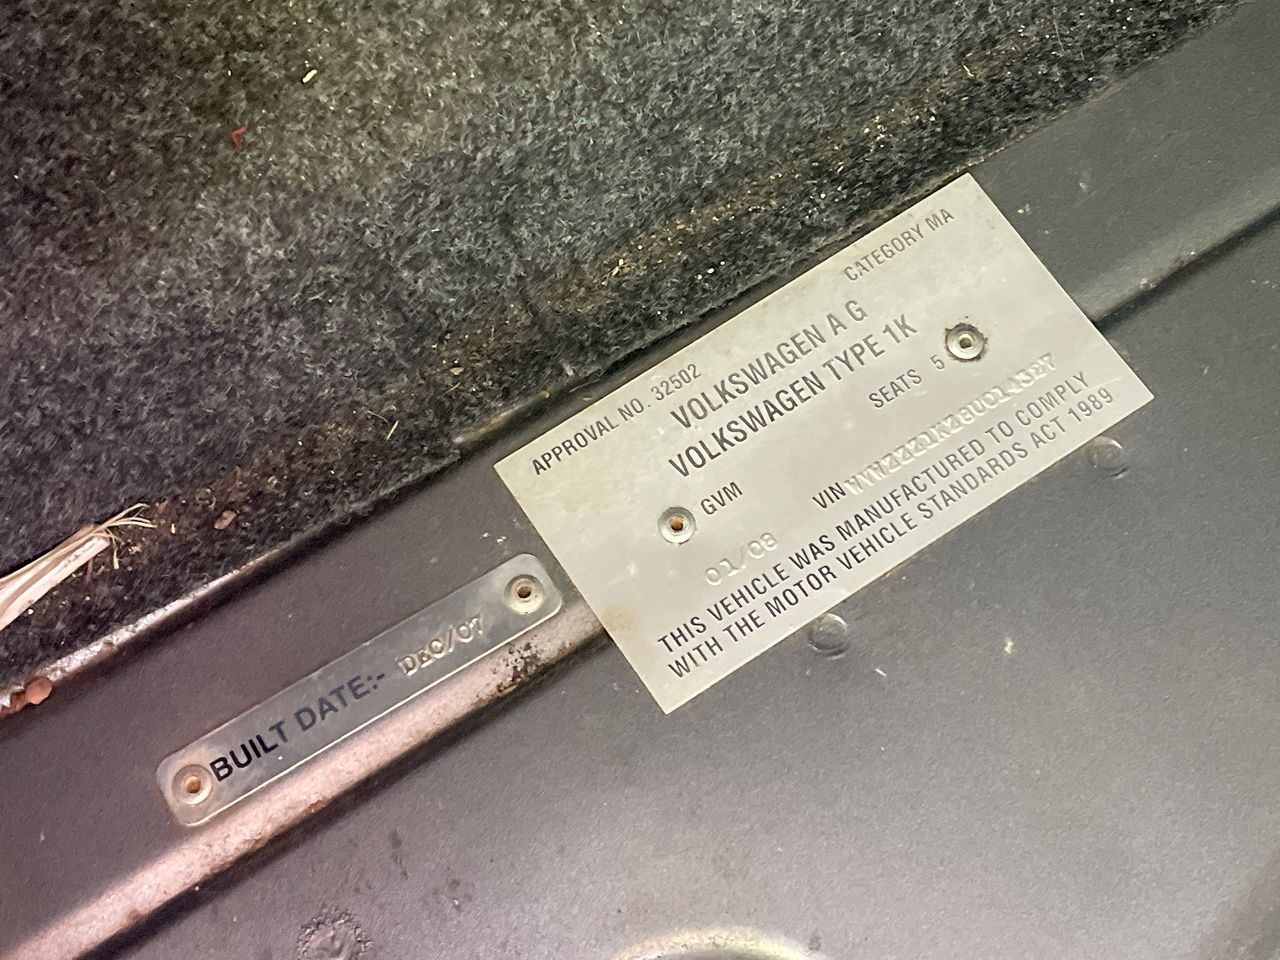 APPROVAL NO. 32502 CATEGORY MA
VOLKSWAGEN A G
VOLKSWAGEN TYPE 1K
GVM SEATS 5
01/08 VIN
THIS VEHICLE WAS MANUFACTURED TO COMPLY
WITH THE MOTOR VEHICLE STANDARDS ACT 1989
BUILT DATE:- DEC/07